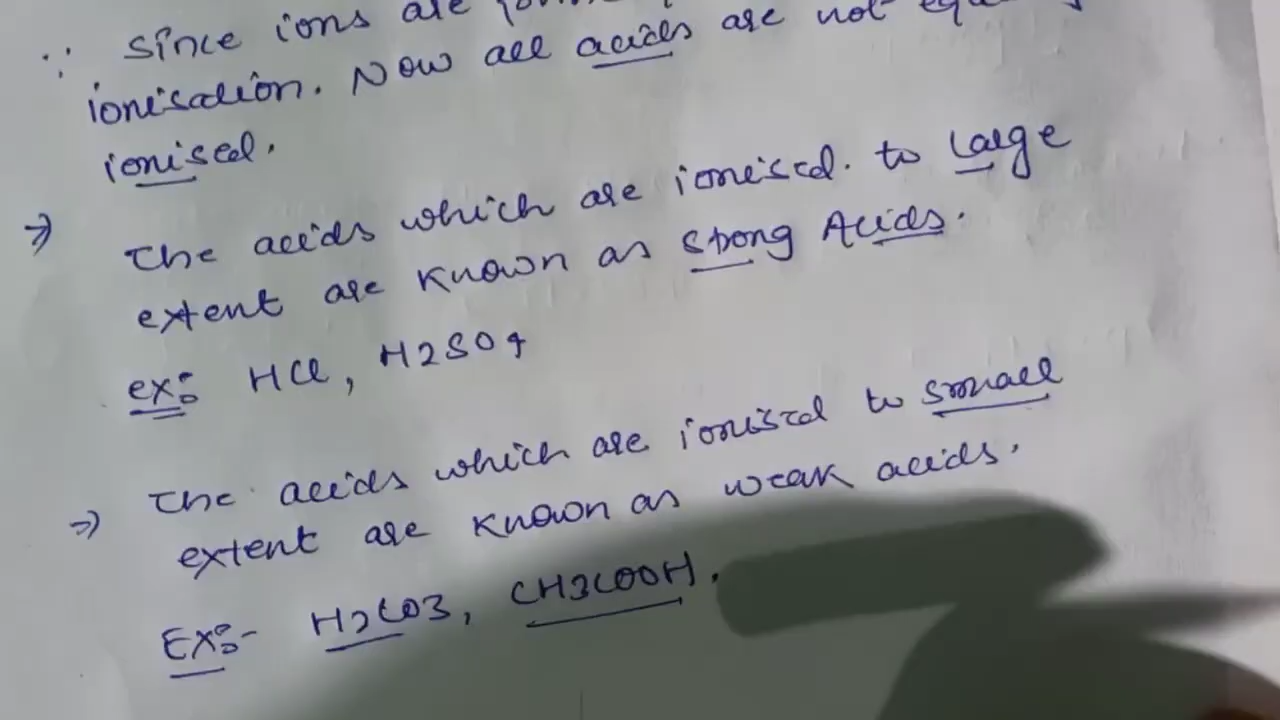 ∵ Since ions are
ionisation. Now all acids are not
ionised.
⇒ The acids which are ionised. to Large
extent are known as strong Acids.
ex:- HCl, H2SO4
⇒ The acids which are ionised to small
extent are known as weak acids.
Ex:- H2CO3, CH3COOH.